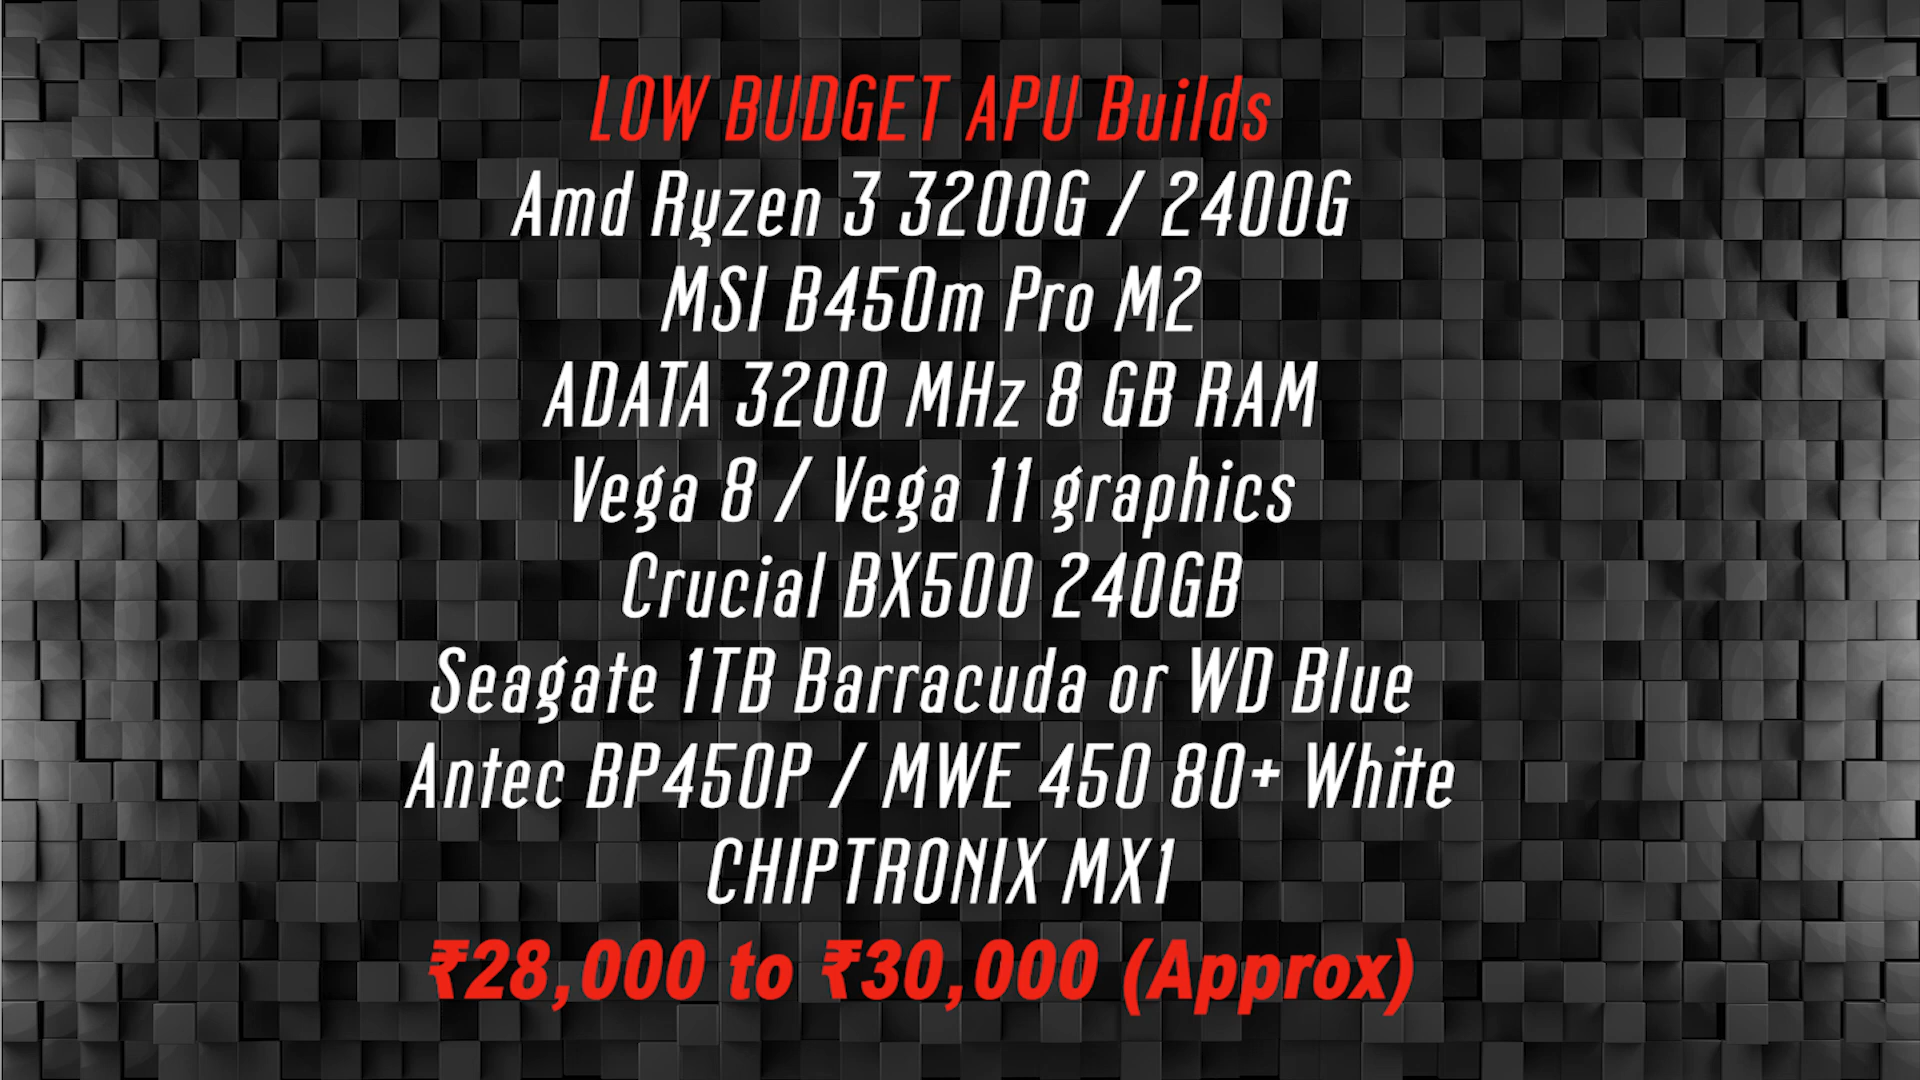 LOW BUDGET APU Builds
Amd Ryzen 3 3200G / 2400G
MSI B450m Pro M2
ADATA 3200 MHz 8 GB RAM
Vega 8 / Vega 11 graphics
Crucial BX500 240GB
Seagate 1TB Barracuda or WD Blue
Antec BP450P / MWE 450 80+ White
CHIPTRONIX MX1
₹28,000 to ₹30,000 (Approx)